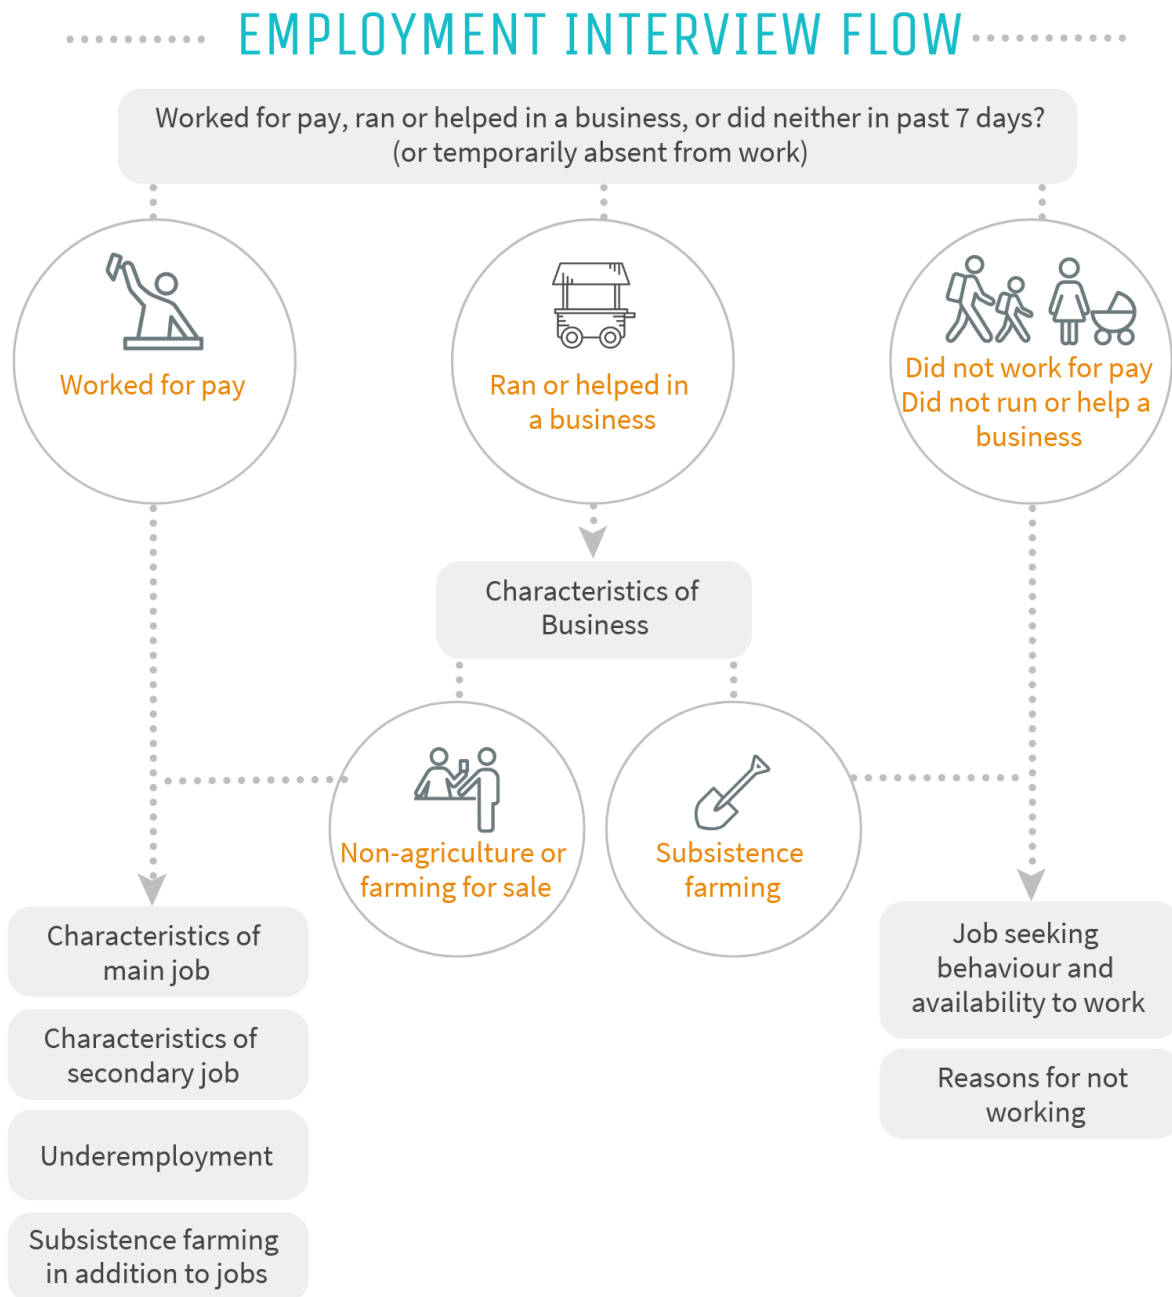 EMPLOYMENT INTERVIEW FLOW
Worked for pay, ran or helped in a business, or did neither in past 7 days?
(or temporarily absent from work)
Worked for pay
Ran or helped in
a business
Did not work for pay
Did not run or help a
business
Characteristics of
Business
Non-agriculture or
farming for sale
Subsistence
farming
Characteristics of
main job
Characteristics of
secondary job
Underemployment
Subsistence farming
in addition to jobs
Job seeking
behaviour and
availability to work
Reasons for not
working